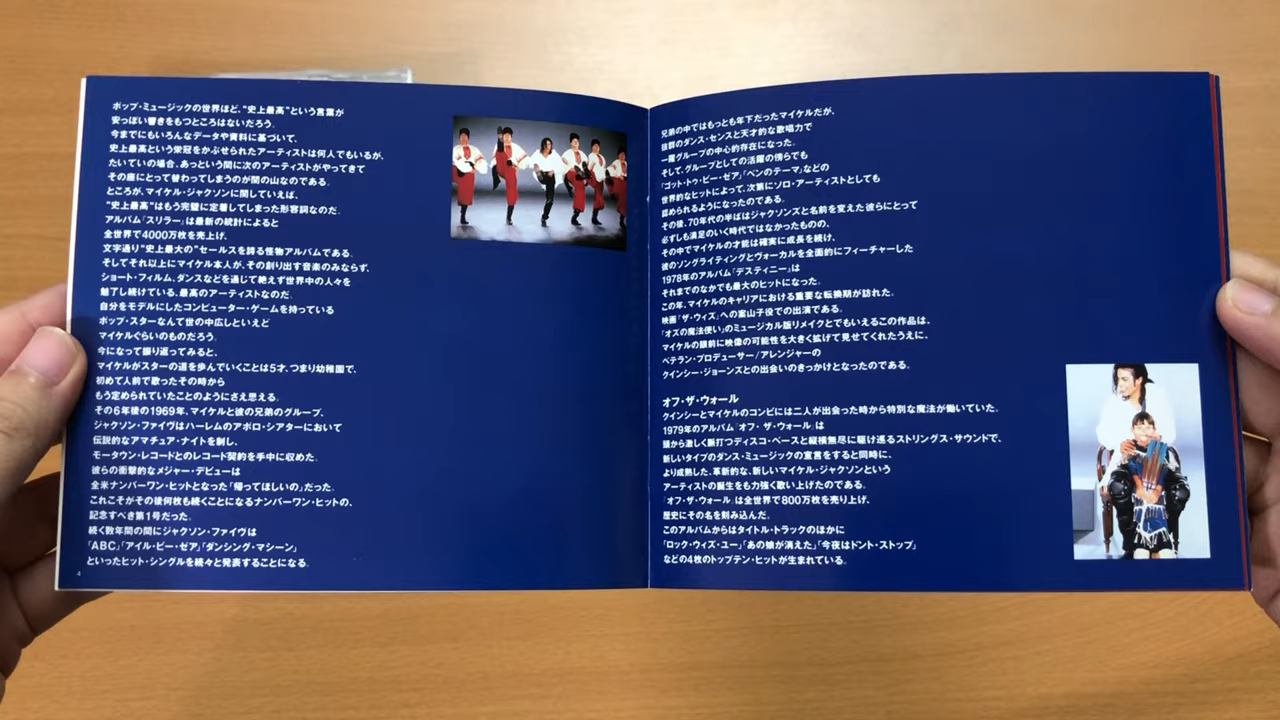 ポップ・ミュージックの世界ほど、“史上最高”という言葉が
安っぽい響きをもつところはないだろう。
今までにもいろんなデータや資料に基づいて、
史上最高という栄冠をかぶせられたアーティストは何人でもいるが、
たいていの場合、あっという間に次のアーティストがやってきて
その座にとって替わってしまうのが関の山なのである。
ところが、マイケル・ジャクソンに関していえば、
“史上最高”はもう完璧に定着してしまった形容詞なのだ。
アルバム「スリラー」は最新の統計によると
全世界で4000万枚を売上げ、
文字通り“史上最大の”セールスを誇る怪物アルバムである。
そしてそれ以上にマイケル本人が、その創り出す音楽のみならず、
ショート・フィルム、ダンスなどを通じて絶えず世界中の人々を
魅了し続けている、最高のアーティストなのだ。
自分をモデルにしたコンピューター・ゲームを持っている
ポップ・スターなんて世の中広しといえど
マイケルぐらいのものだろう。
今になって振り返ってみると、
マイケルがスターの道を歩んでいくことは5才、つまり幼稚園で、
初めて人前で歌ったその時から
もう定められていたことのようにさえ思える。
その6年後の1969年、マイケルと彼の兄弟のグループ、
ジャクソン・ファイヴはハーレムのアポロ・シアターにおいて
伝説的なアマチュア・ナイトを制し、
モータウン・レコードとのレコード契約を手中に収めた。
彼らの衝撃的なメジャー・デビューは
全米ナンバーワン・ヒットとなった「帰ってほしいの」だった。
これこそがその後何枚も続くことになるナンバーワン・ヒットの、
記念すべき第1号だった。
続く数年間の間にジャクソン・ファイヴは
「ABC」「アイル・ビー・ゼア」「ダンシング・マシーン」
といったヒット・シングルを続々と発表することになる。
4
兄弟の中ではもっとも年下だったマイケルだが、
抜群のダンス・センスと天才的な歌唱力で
一躍グループの中心的存在になった。
そして、グループとしての活躍の傍らでも
「ゴット・トゥ・ビー・ゼア」「ベンのテーマ」などの
世界的なヒットによって、次第にソロ・アーティストとしても
認められるようになったのである。
その後、70年代の半ばはジャクソンズと名前を変えた彼らにとって
必ずしも満足のいく時代ではなかったものの、
その中でマイケルの才能は確実に成長を続け、
彼のソングライティングとヴォーカルを全面的にフィーチャーした
1978年のアルバム「デスティニー」は
それまでのなかでも最大のヒットになった。
この年、マイケルのキャリアにおける重要な転換期が訪れた。
映画「ザ・ウィズ」への案山子役での出演である。
「オズの魔法使い」のミュージカル版リメイクとでもいえるこの作品は、
マイケルの眼前に映像の可能性を大きく拡げて見せてくれたうえに、
ベテラン・プロデューサー/アレンジャーの
クインシー・ジョーンズとの出会いのきっかけとなったのである。
オフ・ザ・ウォール
クインシーとマイケルのコンビには二人が出会った時から特別な魔法が働いていた。
1979年のアルバム「オフ・ザ・ウォール」は
頭から激しく脈打つディスコ・ベースと縦横無尽に駆け巡るストリングス・サウンドで、
新しいタイプのダンス・ミュージックの宣言をすると同時に、
より成熟した、革新的な、新しいマイケル・ジャクソンという
アーティストの誕生をも力強く歌い上げたのである。
「オフ・ザ・ウォール」は全世界で800万枚を売り上げ、
歴史にその名を刻み込んだ。
このアルバムからはタイトル・トラックのほかに
「ロック・ウィズ・ユー」「あの娘が消えた」「今夜はドント・ストップ」
などの4枚のトップテン・ヒットが生まれている。